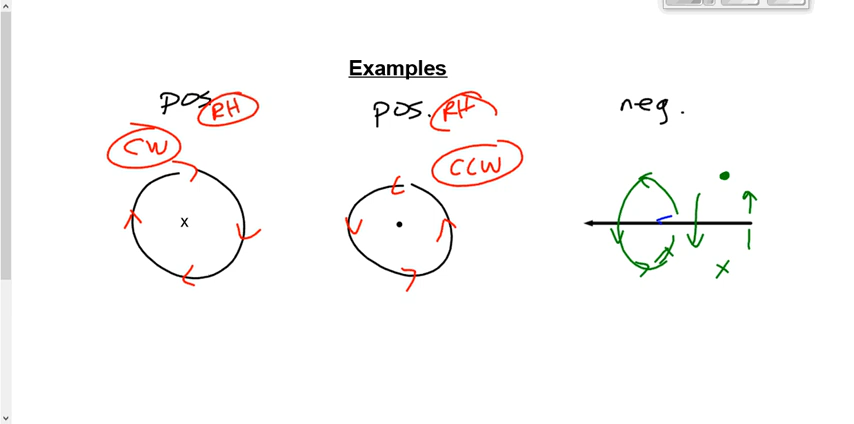 Examples
pos RH
pos. RH
neg.
CW
CCW
x
x